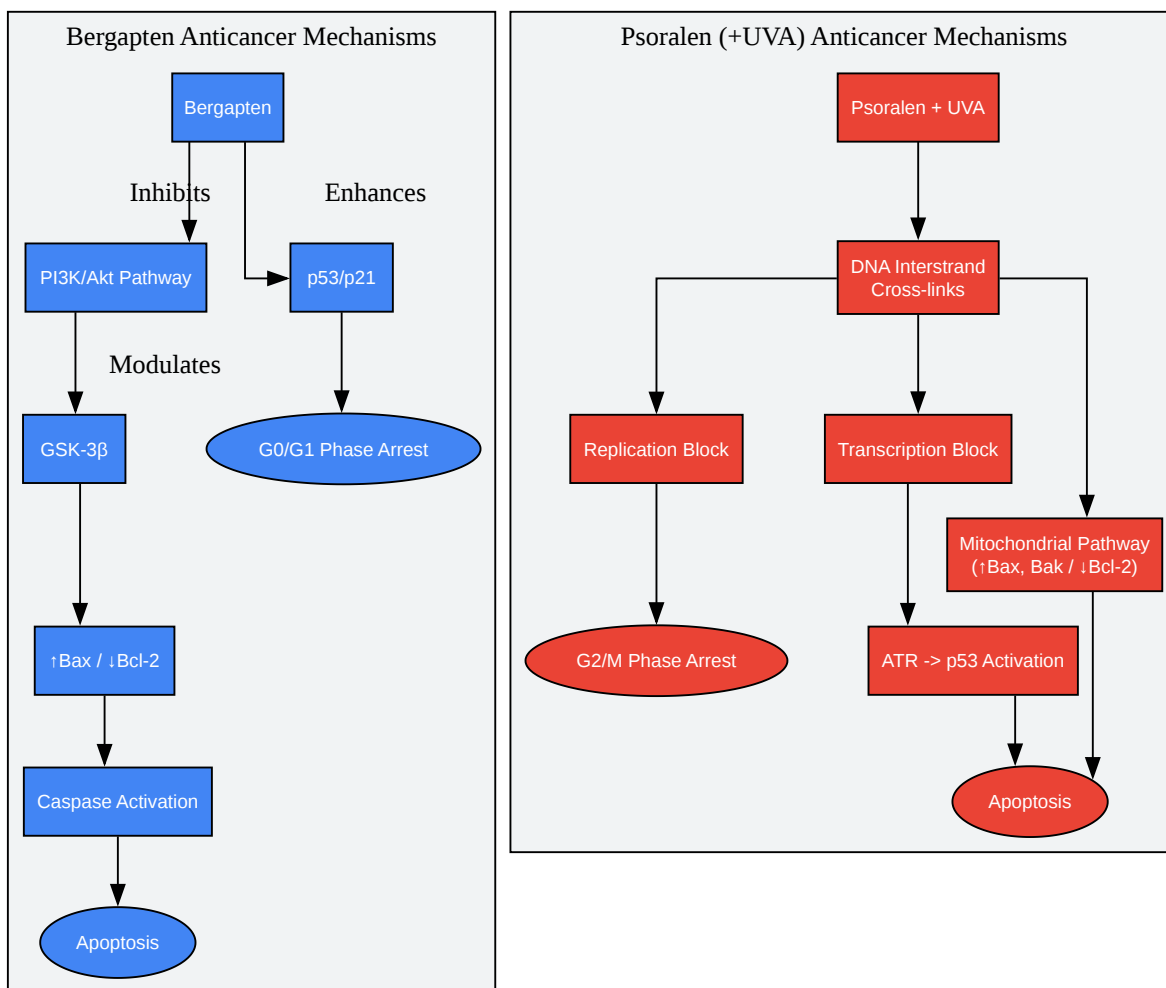 Bergapten Anticancer Mechanisms
Bergapten
Inhibits
Enhances
PI3K/Akt Pathway
p53/p21
Modulates
GSK-3β
G0/G1 Phase Arrest
↑Bax / ↓Bcl-2
Caspase Activation
Apoptosis
Psoralen (+UVA) Anticancer Mechanisms
Psoralen + UVA
DNA Interstrand
Cross-links
Replication Block
Transcription Block
Mitochondrial Pathway
(↑Bax, Bak / ↓Bcl-2)
G2/M Phase Arrest
ATR -> p53 Activation
Apoptosis